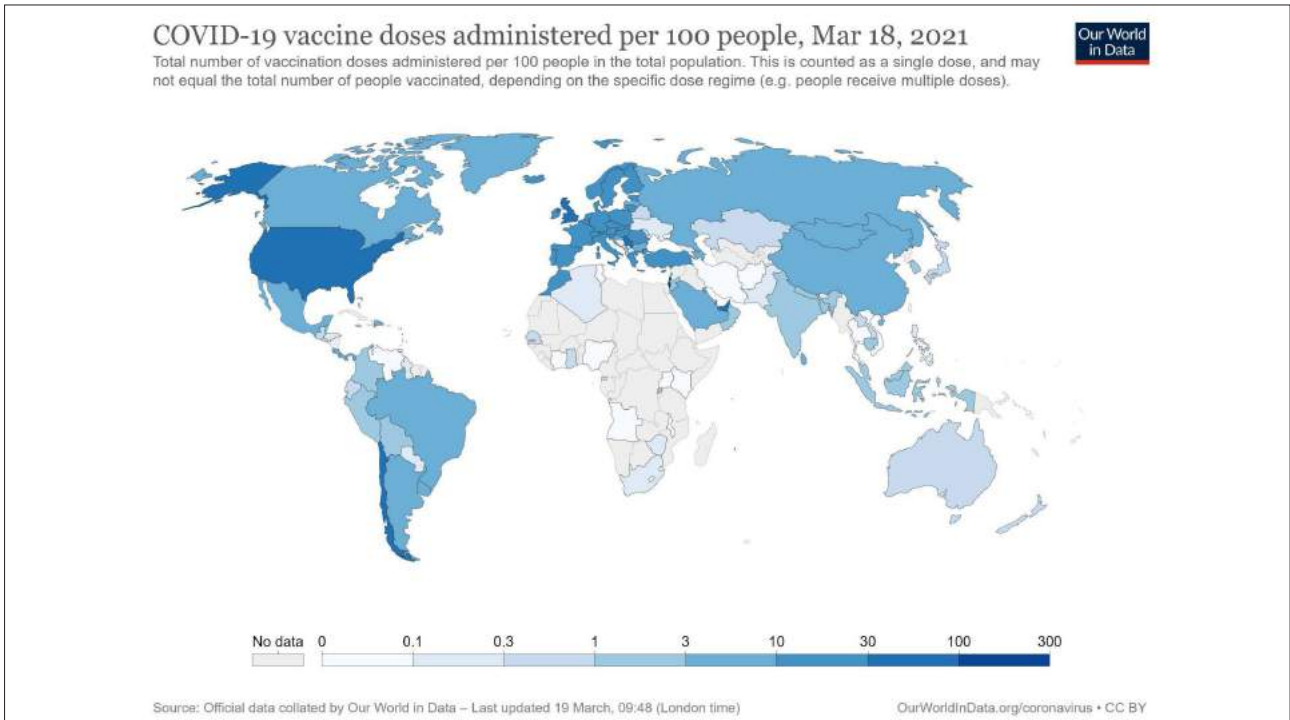 COVID-19 vaccine doses administered per 100 people, Mar 18, 2021
Our World
in Data
Total number of vaccination doses administered per 100 people in the total population. This is counted as a single dose, and may
not equal the total number of people vaccinated, depending on the specific dose regime (e.g. people receive multiple doses).
No data 0 0.1 0.3 1 3 10 30 100 300
Source: Official data collated by Our World in Data – Last updated 19 March, 09:48 (London time)
OurWorldInData.org/coronavirus • CC BY